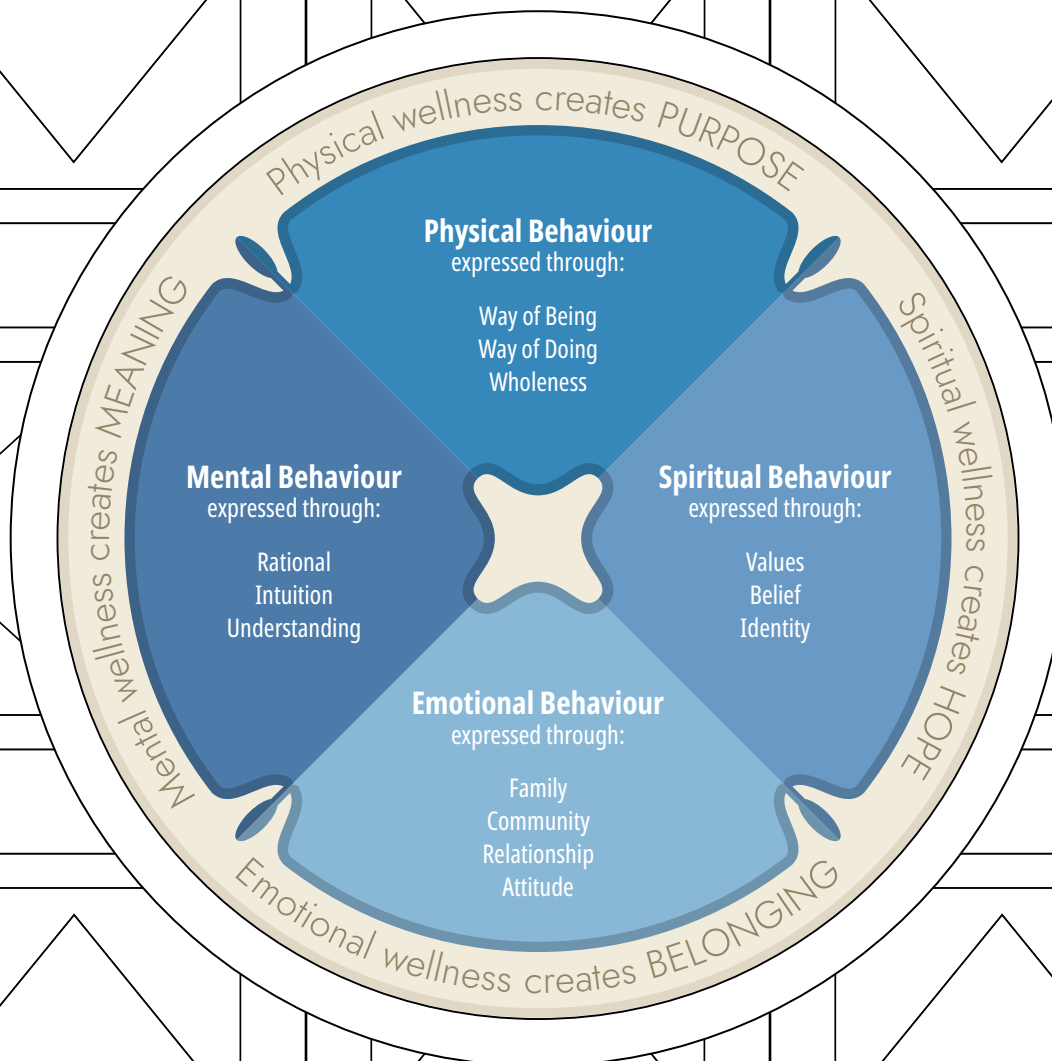 Physical wellness creates PURPOSE
Physical Behaviour
expressed through:
Way of Being
Way of Doing
Wholeness
Spiritual wellness creates HOPE
Spiritual Behaviour
expressed through:
Values
Belief
Identity
Emotional Behaviour
expressed through:
Family
Community
Relationship
Attitude
Emotional wellness creates BELONGING
Mental wellness creates MEANING
Mental Behaviour
expressed through:
Rational
Intuition
Understanding